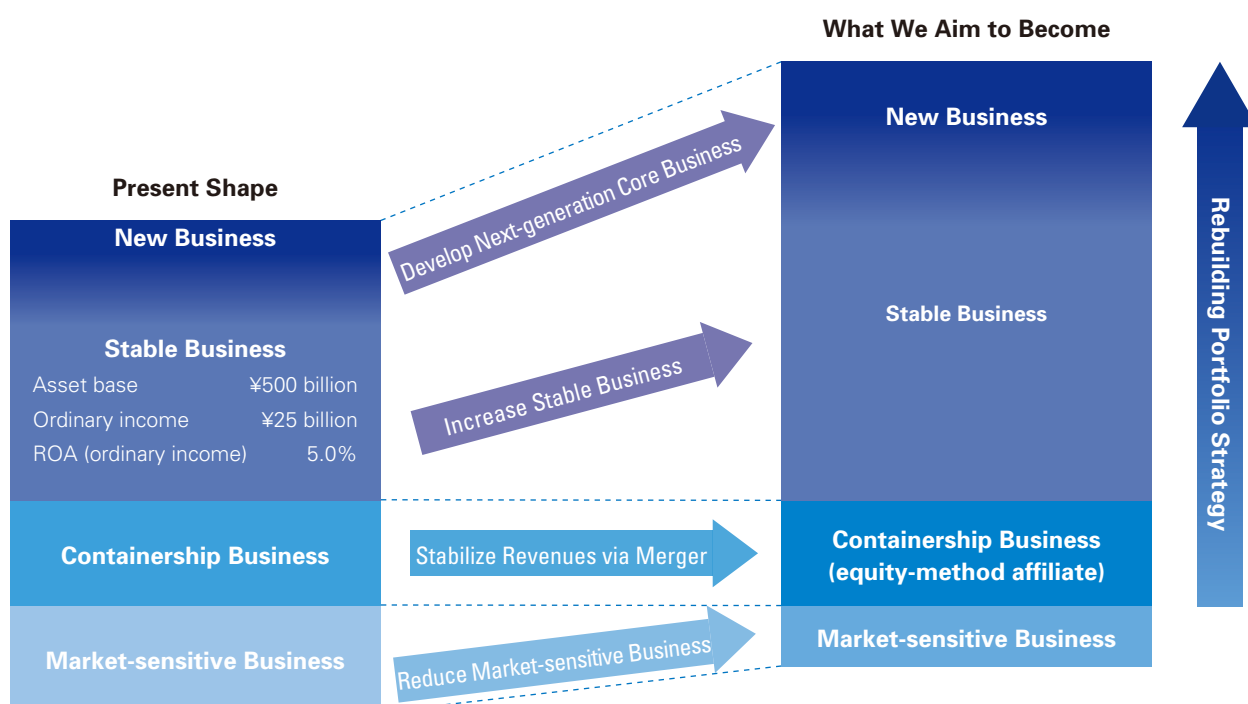 Present Shape
New Business
Stable Business
Asset base ¥500 billion
Ordinary income ¥25 billion
ROA (ordinary income) 5.0%
Containership Business
Market-sensitive Business
Develop Next-generation Core Business
Increase Stable Business
Stabilize Revenues via Merger
Reduce Market-sensitive Business
What We Aim to Become
New Business
Stable Business
Containership Business
(equity-method affiliate)
Market-sensitive Business
Rebuilding Portfolio Strategy